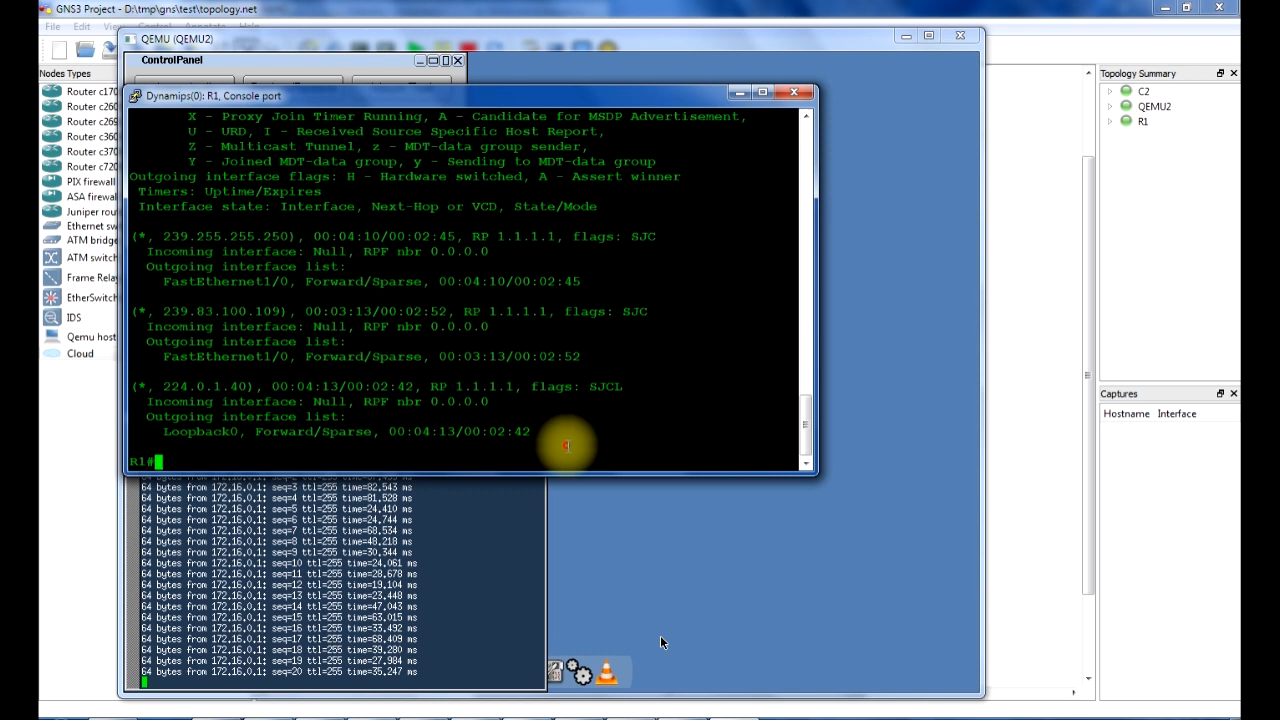 GNS3 Project - D:\tmp\gns\test\topology.net
File Edit View Control Annotate Help
QEMU (QEMU2)
Nodes Types
ControlPanel
Topology Summary
Router c170
Router c260
Router c269
Router c360
Router c370
Router c720
PIX firewall
ASA firewal
Juniper rout
Ethernet sw
ATM bridge
ATM switch
Frame Relay
EtherSwitch
IDS
Qemu host
Cloud
C2
QEMU2
R1
Captures
Hostname Interface
Dynamips(0): R1, Console port
X - Proxy Join Timer Running, A - Candidate for MSDP Advertisement,
U - URD, I - Received Source Specific Host Report,
Z - Multicast Tunnel, z - MDT-data group sender,
Y - Joined MDT-data group, y - Sending to MDT-data group
Outgoing interface flags: H - Hardware switched, A - Assert winner
Timers: Uptime/Expires
Interface state: Interface, Next-Hop or VCD, State/Mode
(*, 239.255.255.250), 00:04:10/00:02:45, RP 1.1.1.1, flags: SJC
Incoming interface: Null, RPF nbr 0.0.0.0
Outgoing interface list:
FastEthernet1/0, Forward/Sparse, 00:04:10/00:02:45
(*, 239.83.100.109), 00:03:13/00:02:52, RP 1.1.1.1, flags: SJC
Incoming interface: Null, RPF nbr 0.0.0.0
Outgoing interface list:
FastEthernet1/0, Forward/Sparse, 00:03:13/00:02:52
(*, 224.0.1.40), 00:04:13/00:02:42, RP 1.1.1.1, flags: SJCL
Incoming interface: Null, RPF nbr 0.0.0.0
Outgoing interface list:
Loopback0, Forward/Sparse, 00:04:13/00:02:42
R1#
64 bytes from 172.16.0.1: seq=3 ttl=255 time=82.543 ms
64 bytes from 172.16.0.1: seq=4 ttl=255 time=81.528 ms
64 bytes from 172.16.0.1: seq=5 ttl=255 time=24.410 ms
64 bytes from 172.16.0.1: seq=6 ttl=255 time=24.744 ms
64 bytes from 172.16.0.1: seq=7 ttl=255 time=68.534 ms
64 bytes from 172.16.0.1: seq=8 ttl=255 time=48.218 ms
64 bytes from 172.16.0.1: seq=9 ttl=255 time=30.344 ms
64 bytes from 172.16.0.1: seq=10 ttl=255 time=24.061 ms
64 bytes from 172.16.0.1: seq=11 ttl=255 time=28.678 ms
64 bytes from 172.16.0.1: seq=12 ttl=255 time=19.104 ms
64 bytes from 172.16.0.1: seq=13 ttl=255 time=23.448 ms
64 bytes from 172.16.0.1: seq=14 ttl=255 time=47.043 ms
64 bytes from 172.16.0.1: seq=15 ttl=255 time=63.015 ms
64 bytes from 172.16.0.1: seq=16 ttl=255 time=33.492 ms
64 bytes from 172.16.0.1: seq=17 ttl=255 time=68.409 ms
64 bytes from 172.16.0.1: seq=18 ttl=255 time=39.280 ms
64 bytes from 172.16.0.1: seq=19 ttl=255 time=27.984 ms
64 bytes from 172.16.0.1: seq=20 ttl=255 time=35.247 ms